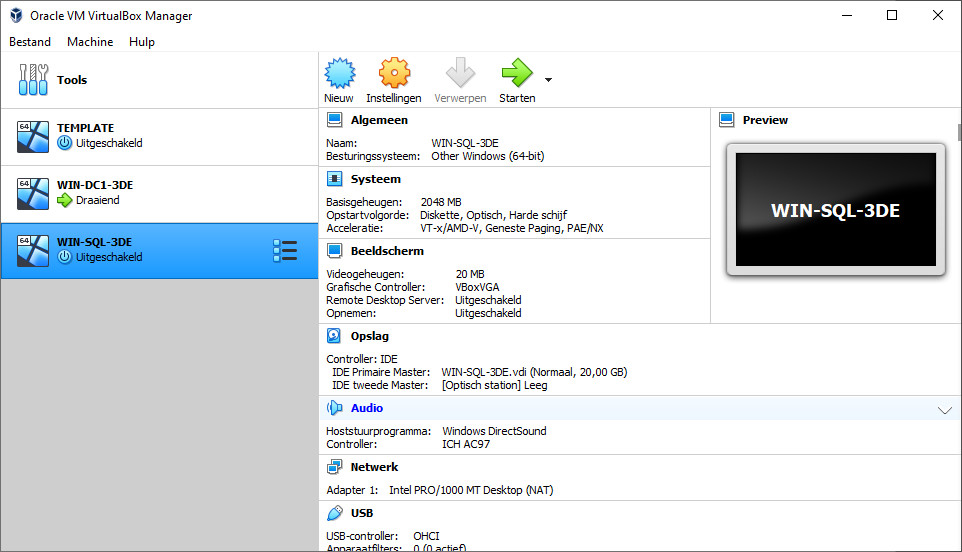 Oracle VM VirtualBox Manager
Bestand Machine Hulp
Tools
64
TEMPLATE
Uitgeschakeld
64
WIN-DC1-3DE
Draaiend
64
WIN-SQL-3DE
Uitgeschakeld
Nieuw Instellingen Verwerpen Starten
Algemeen
Naam: WIN-SQL-3DE
Besturingssysteem: Other Windows (64-bit)
Systeem
Basisgeheugen: 2048 MB
Opstartvolgorde: Diskette, Optisch, Harde schijf
Acceleratie: VT-x/AMD-V, Geneste Paging, PAE/NX
Beeldscherm
Videogeheugen: 20 MB
Grafische Controller: VBoxVGA
Remote Desktop Server: Uitgeschakeld
Opnemen: Uitgeschakeld
Preview
WIN-SQL-3DE
Opslag
Controller: IDE
IDE Primaire Master: WIN-SQL-3DE.vdi (Normaal, 20,00 GB)
IDE tweede Master: [Optisch station] Leeg
Audio
Hoststuurprogramma: Windows DirectSound
Controller: ICH AC97
Netwerk
Adapter 1: Intel PRO/1000 MT Desktop (NAT)
USB
USB-controller: OHCI
Apparaatfilters: 0 (0 actief)